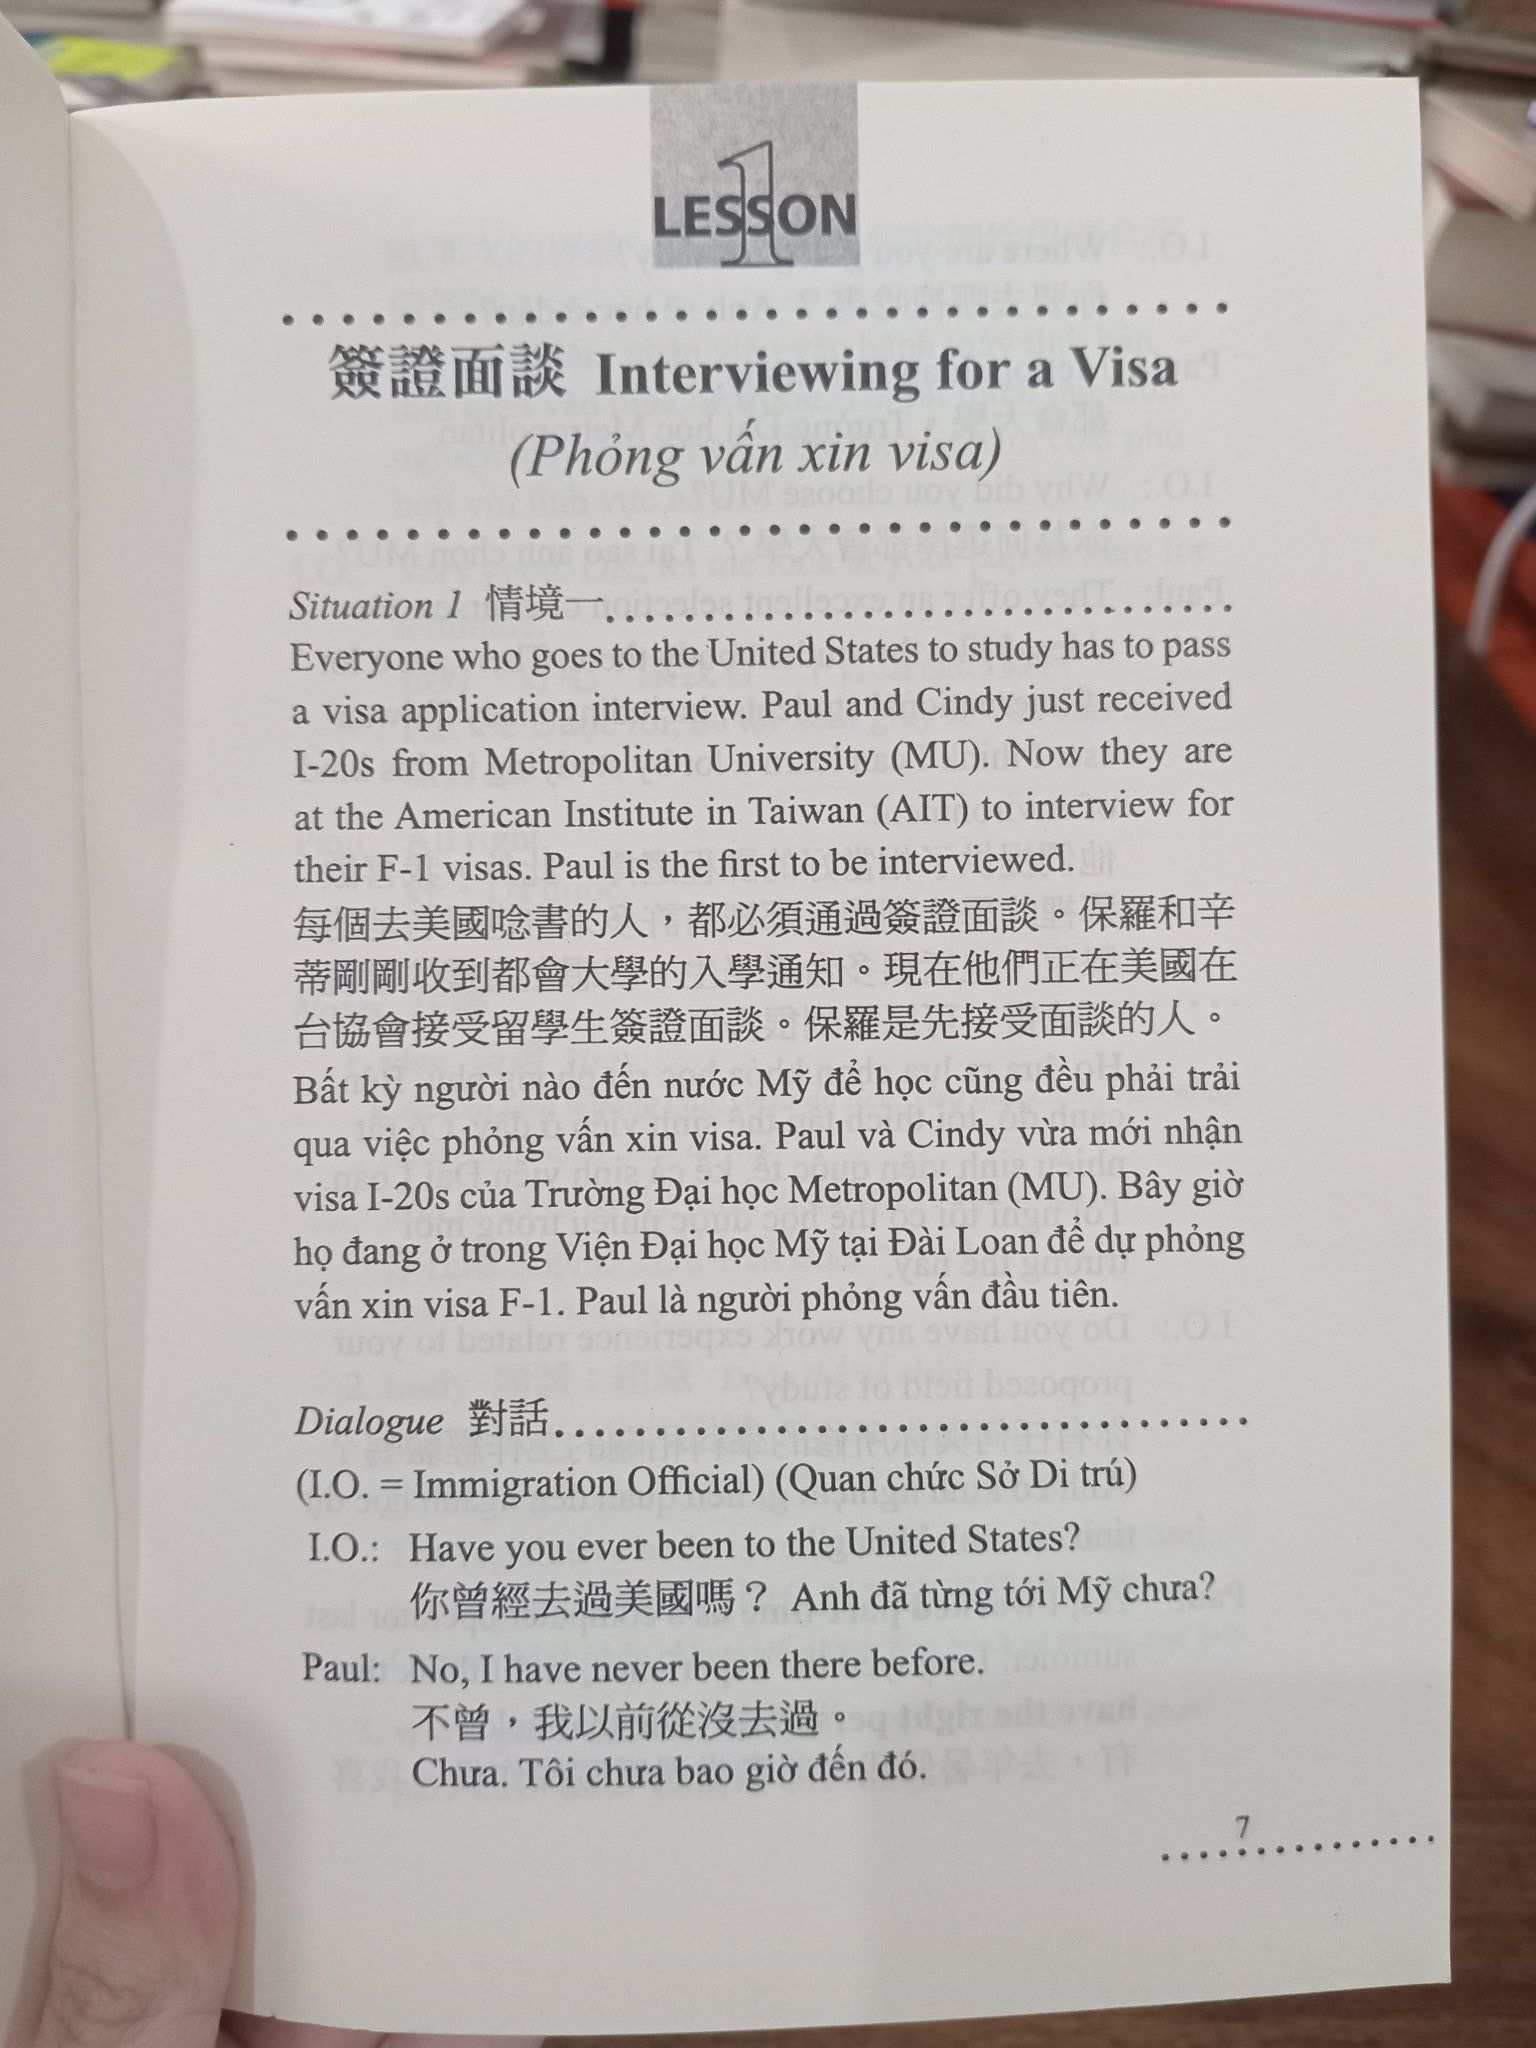 LESSON 1
簽證面談 Interviewing for a Visa
(Phỏng vấn xin visa)
Situation 1 情境一
Everyone who goes to the United States to study has to pass
a visa application interview. Paul and Cindy just received
I-20s from Metropolitan University (MU). Now they are
at the American Institute in Taiwan (AIT) to interview for
their F-1 visas. Paul is the first to be interviewed.
每個去美國唸書的人，都必須通過簽證面談。保羅和辛
蒂剛剛收到都會大學的入學通知。現在他們正在美國在
台協會接受留學生簽證面談。保羅是先接受面談的人。
Bất kỳ người nào đến nước Mỹ để học cũng đều phải trải
qua việc phỏng vấn xin visa. Paul và Cindy vừa mới nhận
visa I-20s của Trường Đại học Metropolitan (MU). Bây giờ
họ đang ở trong Viện Đại học Mỹ tại Đài Loan để dự phỏng
vấn xin visa F-1. Paul là người phỏng vấn đầu tiên.
Dialogue 對話
(I.O. = Immigration Official) (Quan chức Sở Di trú)
I.O.: Have you ever been to the United States?
你曾經去過美國嗎？ Anh đã từng tới Mỹ chưa?
Paul: No, I have never been there before.
不曾，我以前從沒去過。
Chưa. Tôi chưa bao giờ đến đó.
7